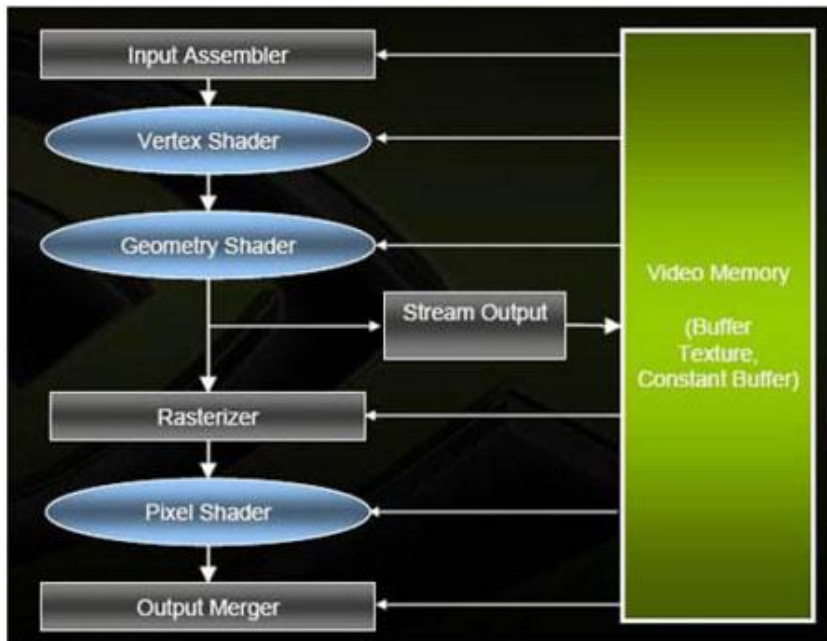 Input Assembler
Vertex Shader
Geometry Shader
Stream Output
Rasterizer
Pixel Shader
Output Merger
Video Memory
(Buffer
Texture,
Constant Buffer)